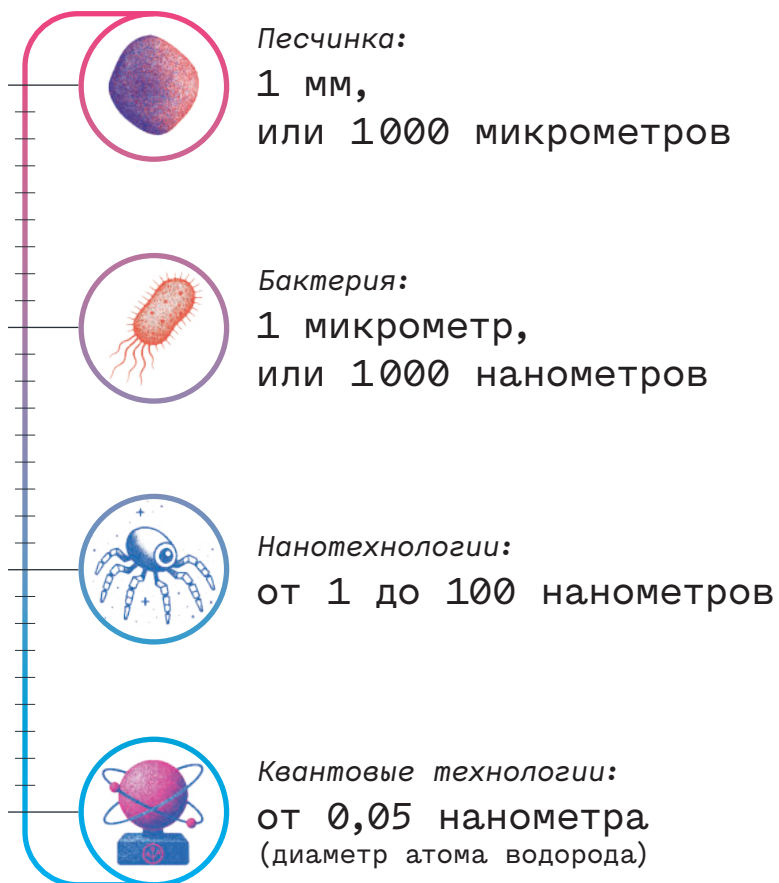 Песчинка:
1 мм,
или 1000 микрометров
Бактерия:
1 микрометр,
или 1000 нанометров
Нанотехнологии:
от 1 до 100 нанометров
Квантовые технологии:
от 0,05 нанометра
(диаметр атома водорода)